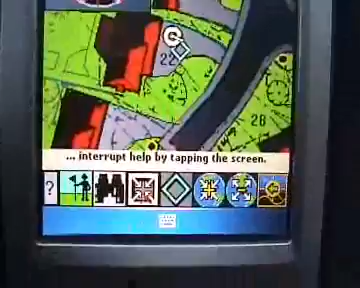 22
28
... interrupt help by tapping the screen.
?